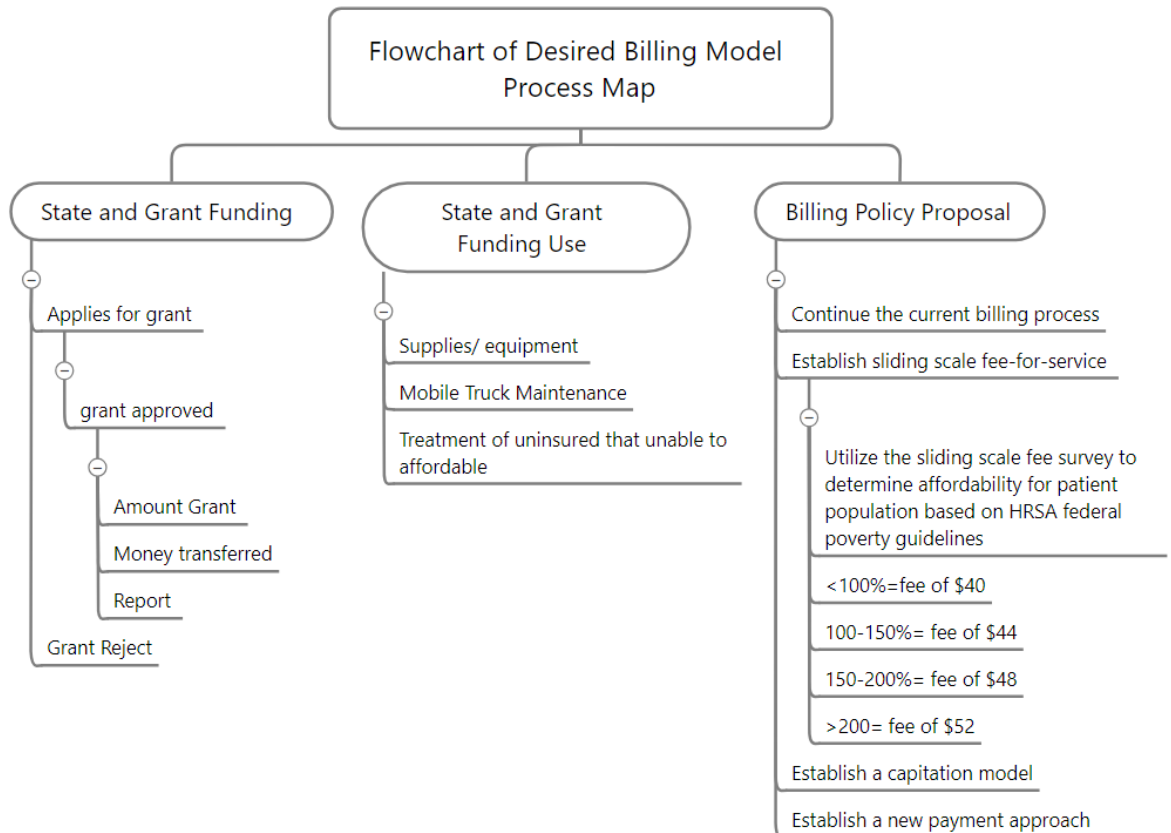 Flowchart of Desired Billing Model
Process Map
State and Grant Funding
Applies for grant
grant approved
Amount Grant
Money transferred
Report
Grant Reject
State and Grant
Funding Use
Supplies/ equipment
Mobile Truck Maintenance
Treatment of uninsured that unable to
affordable
Billing Policy Proposal
Continue the current billing process
Establish sliding scale fee-for-service
Utilize the sliding scale fee survey to
determine affordability for patient
population based on HRSA federal
poverty guidelines
<100%=fee of $40
100-150%= fee of $44
150-200%= fee of $48
>200= fee of $52
Establish a capitation model
Establish a new payment approach